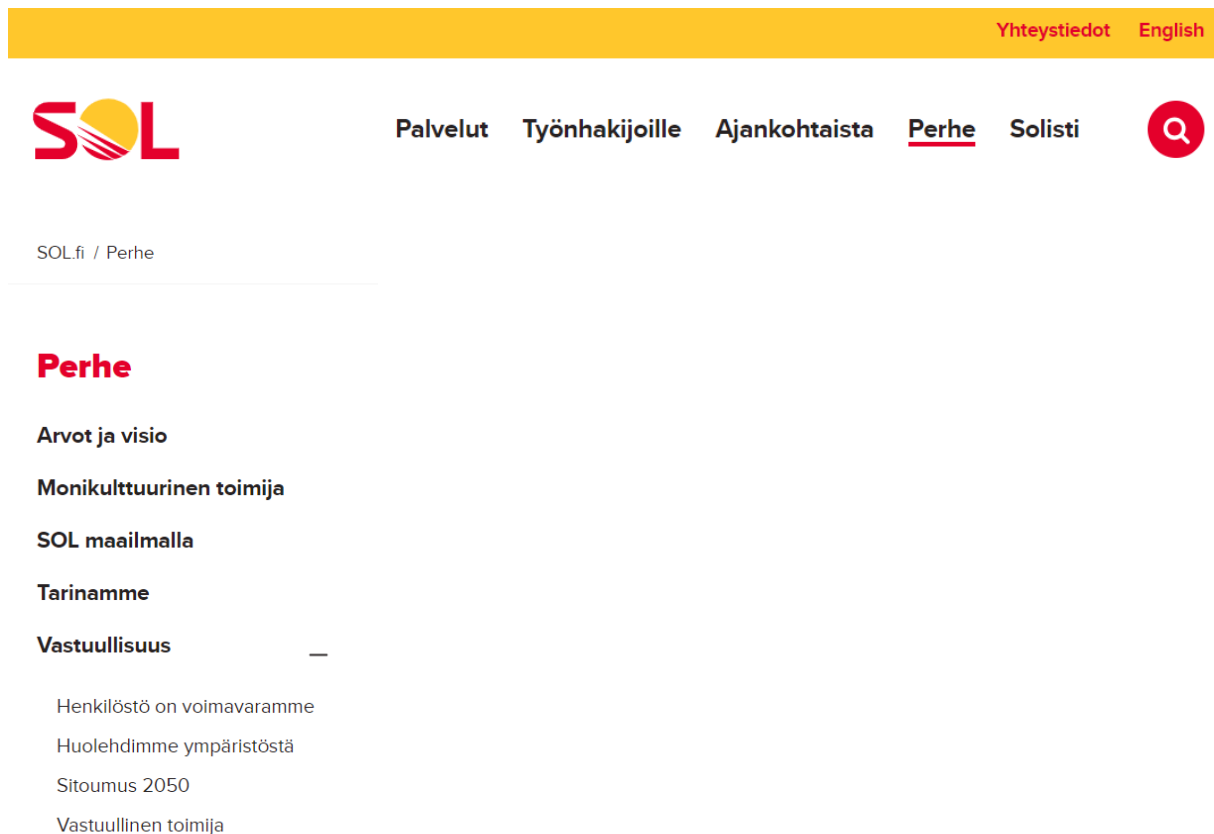 Yhteystiedot English
SOL
Palvelut Työnhakijoille Ajankohtaista Perhe Solisti
SOL.fi / Perhe
Perhe
Arvot ja visio
Monikulttuurinen toimija
SOL maailmalla
Tarinamme
Vastuullisuus
Henkilöstö on voimavaramme
Huolehdimme ympäristöstä
Sitoumus 2050
Vastuullinen toimija